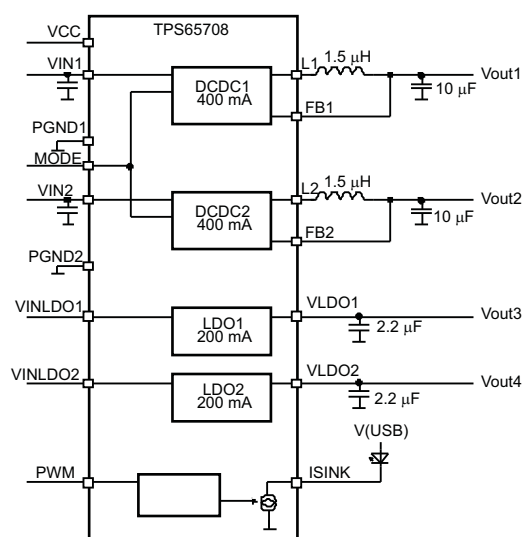 TPS65708
VCC
VIN1
L1
1.5 μH
Vout1
DCDC1
400 mA
10 μF
FB1
PGND1
MODE
VIN2
L2
1.5 μH
Vout2
DCDC2
400 mA
10 μF
FB2
PGND2
VINLDO1
VLDO1
Vout3
LDO1
200 mA
2.2 μF
VINLDO2
VLDO2
Vout4
LDO2
200 mA
2.2 μF
V(USB)
PWM
ISINK